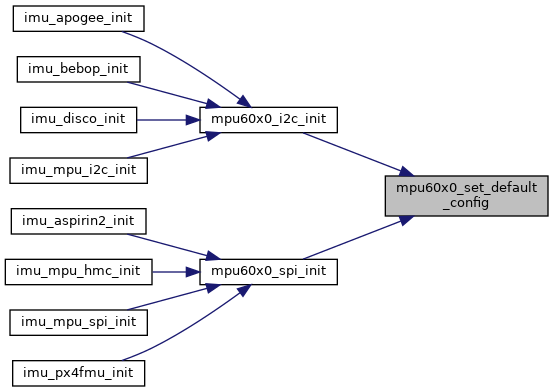 imu_apogee_init
imu_bebop_init
imu_disco_init
mpu60x0_i2c_init
imu_mpu_i2c_init
mpu60x0_set_default
_config
imu_aspirin2_init
imu_mpu_hmc_init
mpu60x0_spi_init
imu_mpu_spi_init
imu_px4fmu_init